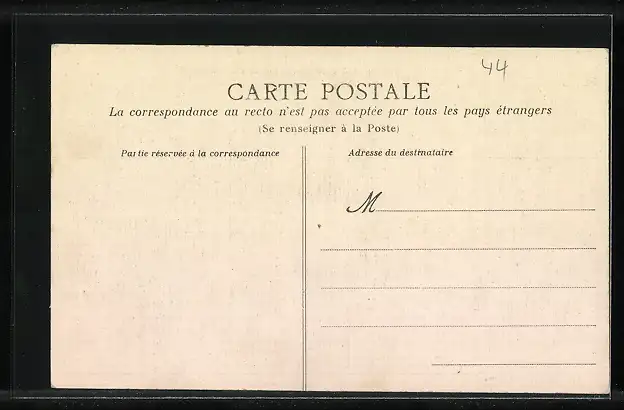 44
CARTE POSTALE
La correspondance au recto n'est pas acceptée par tous les pays étrangers
(Se renseigner à la Poste)
Partie réservée à la correspondance
Adresse du destinataire
M